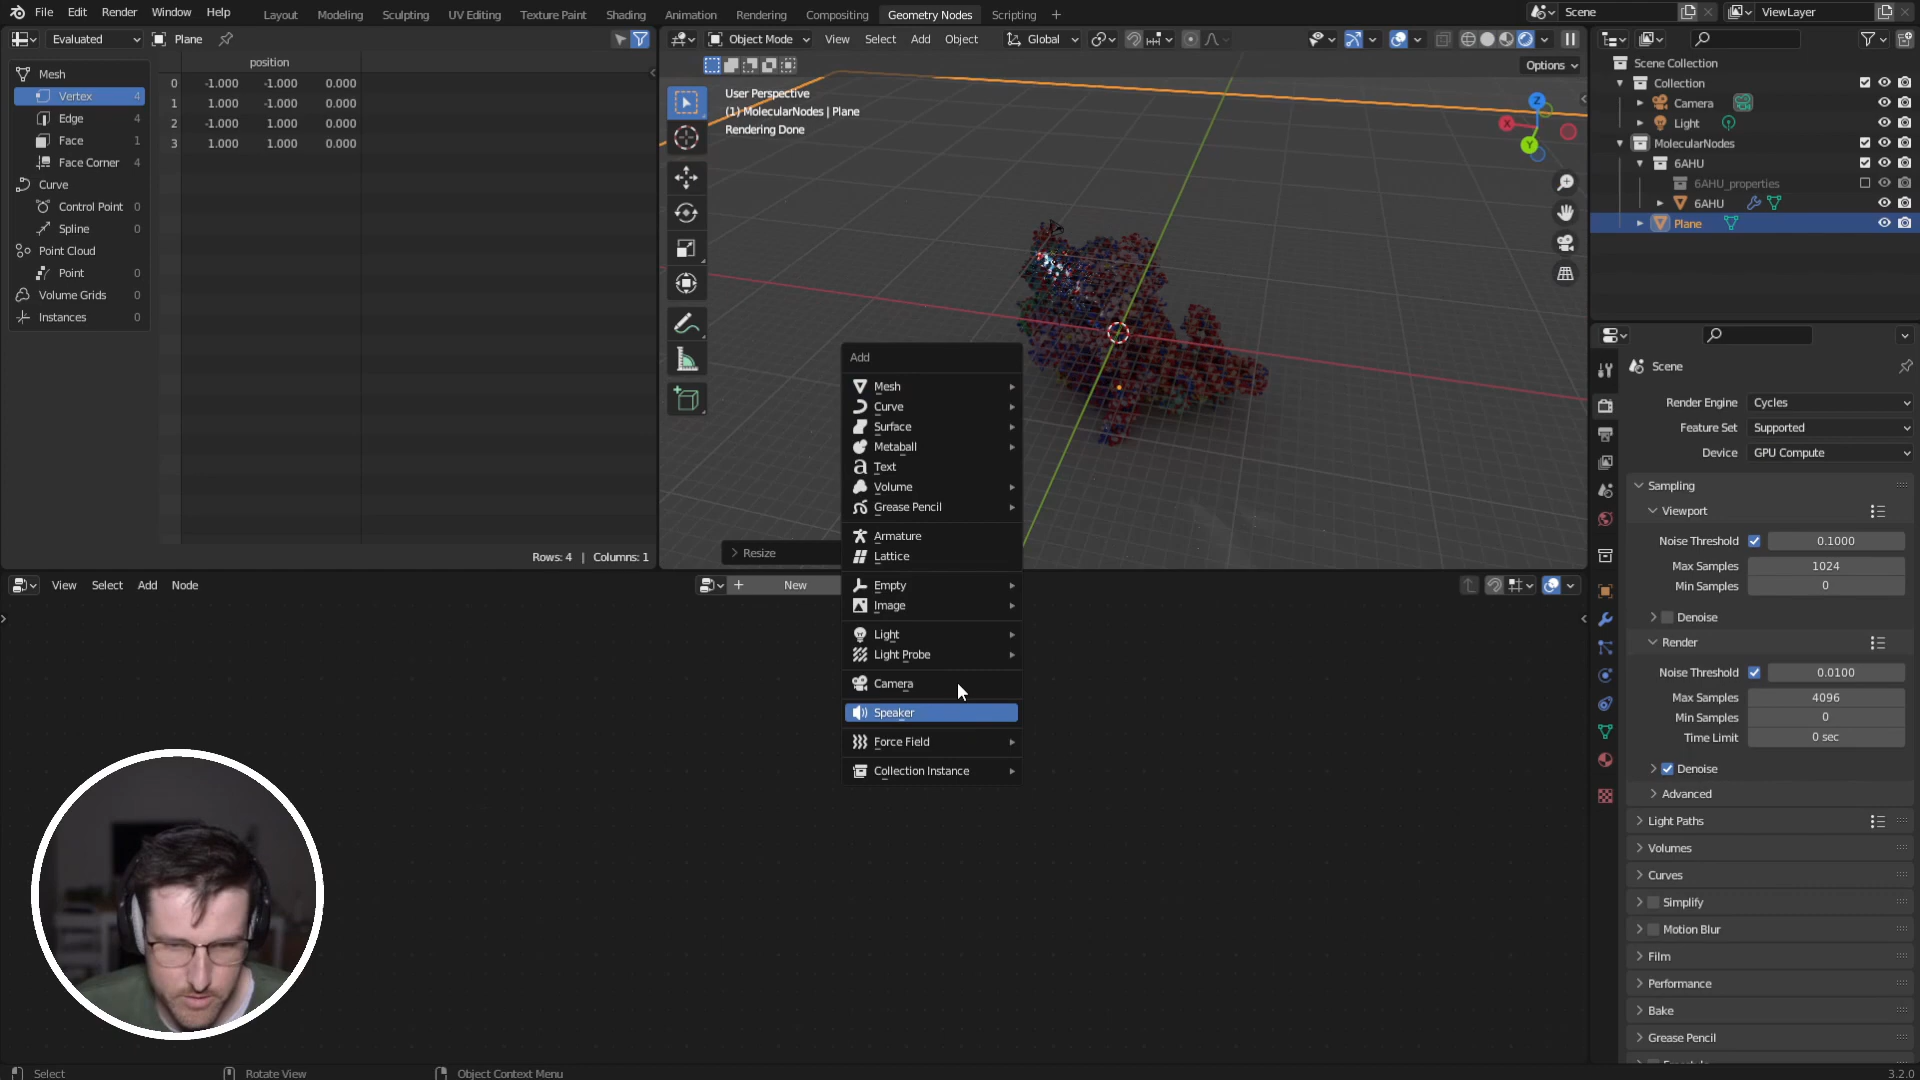 File Edit Render Window Help
Layout Modeling Sculpting UV Editing Texture Paint Shading Animation Rendering Compositing Geometry Nodes Scripting +
Scene
ViewLayer
Evaluated
Plane
Object Mode
View Select Add Object
Global
Options
Mesh
Vertex 4
Edge 4
Face 1
Face Corner 4
Curve
Control Point 0
Spline 0
Point Cloud
Point 0
Volume Grids 0
Instances 0
position
0 -1.000 -1.000 0.000
1 1.000 -1.000 0.000
2 -1.000 1.000 0.000
3 1.000 1.000 0.000
Rows: 4 | Columns: 1
User Perspective
(1) MolecularNodes | Plane
Rendering Done
X
Y
Z
Resize
Add
Mesh
Curve
Surface
Metaball
Text
Volume
Grease Pencil
Armature
Lattice
Empty
Image
Light
Light Probe
Camera
Speaker
Force Field
Collection Instance
View Select Add Node
New
Scene Collection
Collection
Camera
Light
MolecularNodes
6AHU
6AHU_properties
6AHU
Plane
Scene
Render Engine Cycles
Feature Set Supported
Device GPU Compute
Sampling
Viewport
Noise Threshold 0.1000
Max Samples 1024
Min Samples 0
Denoise
Render
Noise Threshold 0.0100
Max Samples 4096
Min Samples 0
Time Limit 0 sec
Denoise
Advanced
Light Paths
Volumes
Curves
Simplify
Motion Blur
Film
Performance
Bake
Grease Pencil
Select
Rotate View
Object Context Menu
3.2.0